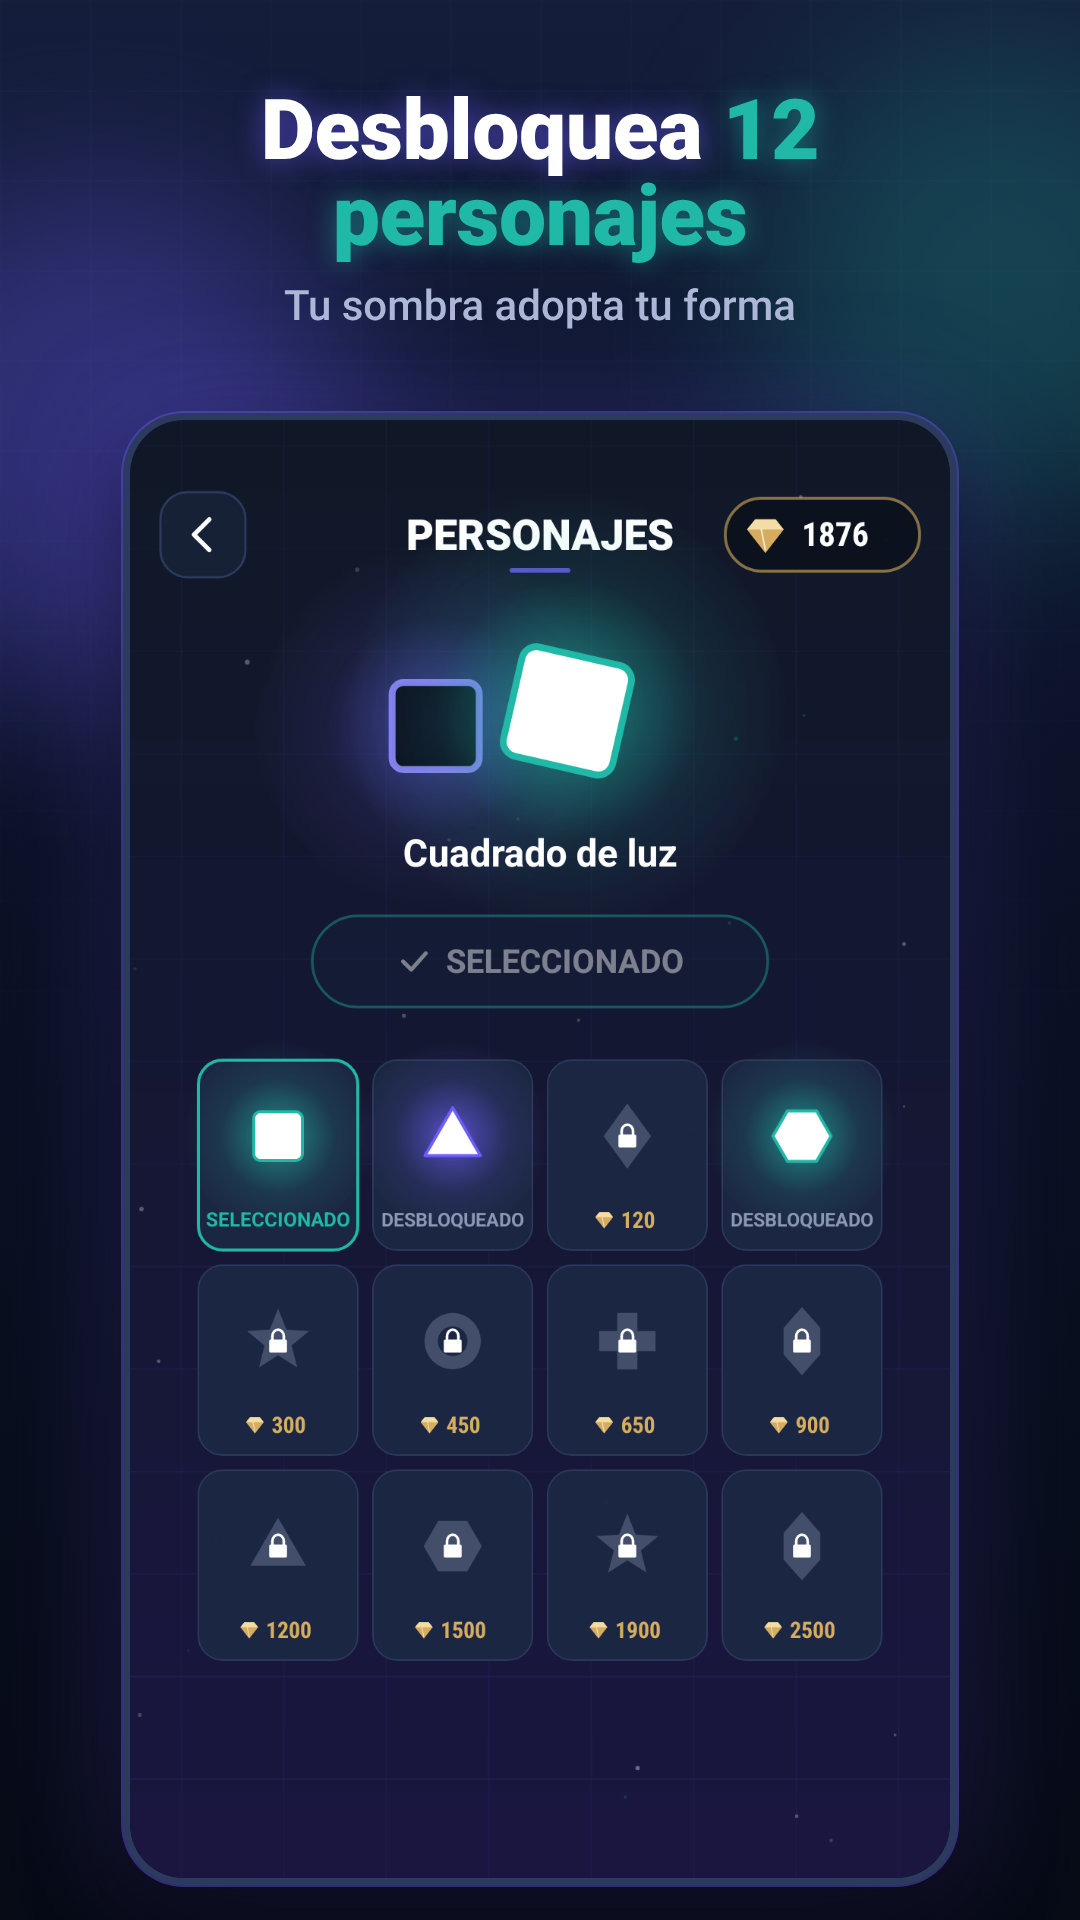 Desbloquea 12
personajes
Tu sombra adopta tu forma
PERSONAJES
1876
Cuadrado de luz
SELECCIONADO
SELECCIONADO
DESBLOQUEADO
120
DESBLOQUEADO
300
450
650
900
1200
1500
1900
2500